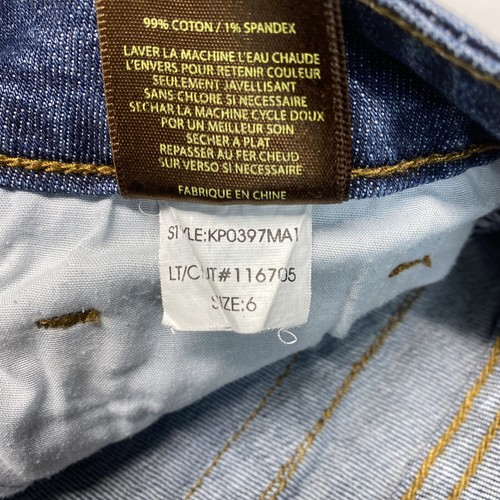 99% COTON / 1% SPANDEX
LAVER LA MACHINE L'EAU CHAUDE
L'ENVERS POUR RETENIR COULEUR
SEULEMENT JAVELLISANT
SANS CHLORE SI NECESSAIRE
SECHAR LA MACHINE CYCLE DOUX
POUR UN MEILLEUR SOIN
SECHER A PLAT
REPASSER AU FER CHEUD
SUR VERSO SI NECESSAIRE
FABRIQUE EN CHINE
STYLE:KP0397MA1
LT/CUT#116705
SIZE:6